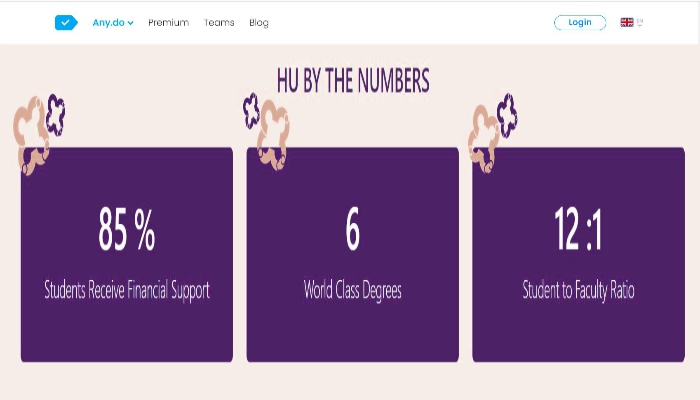 Any.do Premium Teams Blog Login EN
HU BY THE NUMBERS
85 % 6 12 :1
Students Receive Financial Support World Class Degrees Student to Faculty Ratio